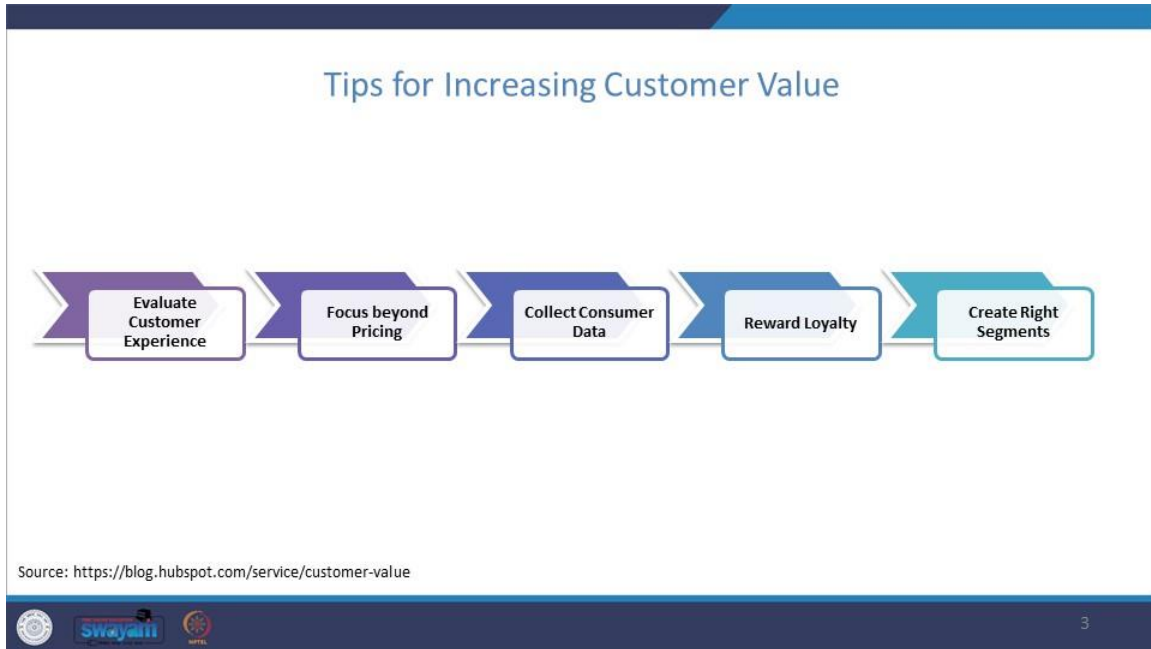 Tips for Increasing Customer Value
Evaluate
Customer
Experience
Focus beyond
Pricing
Collect Consumer
Data
Reward Loyalty
Create Right
Segments
Source: https://blog.hubspot.com/service/customer-value
swayam
NPTEL
3